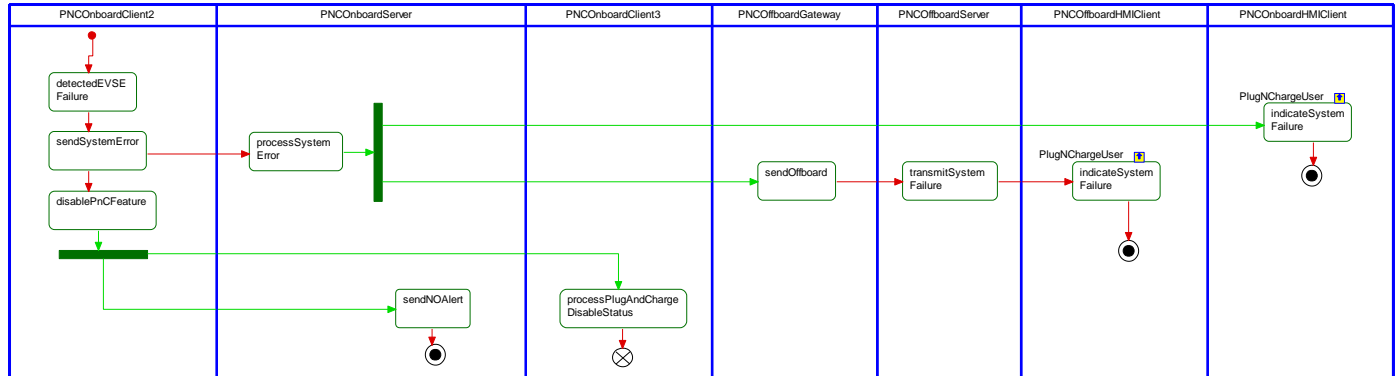 PNCOnboardClient2
PNCOnboardServer
PNCOnboardClient3
PNCOffboardGateway
PNCOffboardServer
PNCOffboardHMIClient
PNCOnboardHMIClient
detectedEVSE
Failure
sendSystemError
disablePnCFeature
processSystem
Error
sendNOAlert
processPlugAndCharge
DisableStatus
sendOffboard
transmitSystem
Failure
PlugNChargeUser
indicateSystem
Failure
PlugNChargeUser
indicateSystem
Failure